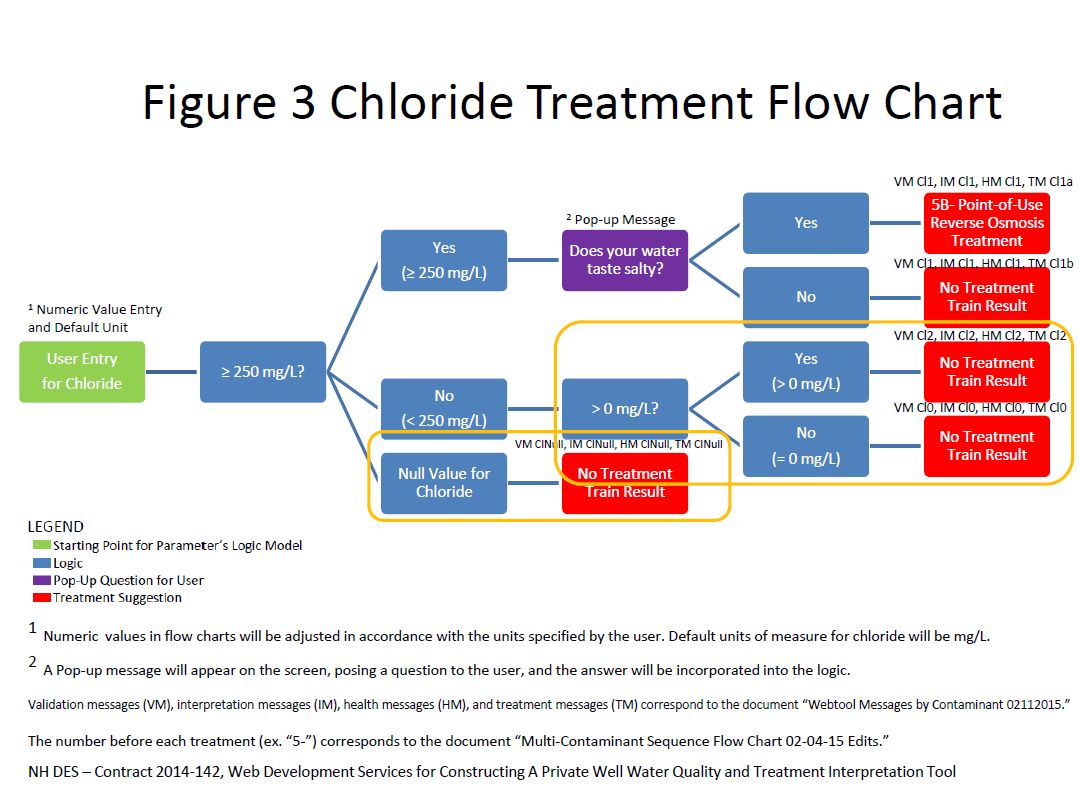 Figure 3 Chloride Treatment Flow Chart
VM Cl1, IM Cl1, HM Cl1, TM Cl1a
5B- Point-of-Use
Reverse Osmosis
Treatment
Yes
² Pop-up Message
Does your water
taste salty?
Yes
(≥ 250 mg/L)
VM Cl1, IM Cl1, HM Cl1, TM Cl1b
No
No Treatment
Train Result
¹ Numeric Value Entry
and Default Unit
User Entry
for Chloride
≥ 250 mg/L?
VM Cl2, IM Cl2, HM Cl2, TM Cl2
Yes
(> 0 mg/L)
No Treatment
Train Result
No
(< 250 mg/L)
> 0 mg/L?
VM Cl0, IM Cl0, HM Cl0, TM Cl0
No
(= 0 mg/L)
No Treatment
Train Result
VM ClNull, IM ClNull, HM ClNull, TM ClNull
Null Value for
Chloride
No Treatment
Train Result
LEGEND
Starting Point for Parameter's Logic Model
Logic
Pop-Up Question for User
Treatment Suggestion
1 Numeric values in flow charts will be adjusted in accordance with the units specified by the user. Default units of measure for chloride will be mg/L.
2 A Pop-up message will appear on the screen, posing a question to the user, and the answer will be incorporated into the logic.
Validation messages (VM), interpretation messages (IM), health messages (HM), and treatment messages (TM) correspond to the document “Webtool Messages by Contaminant 02112015.”
The number before each treatment (ex. “5-”) corresponds to the document “Multi-Contaminant Sequence Flow Chart 02-04-15 Edits.”
NH DES – Contract 2014-142, Web Development Services for Constructing A Private Well Water Quality and Treatment Interpretation Tool